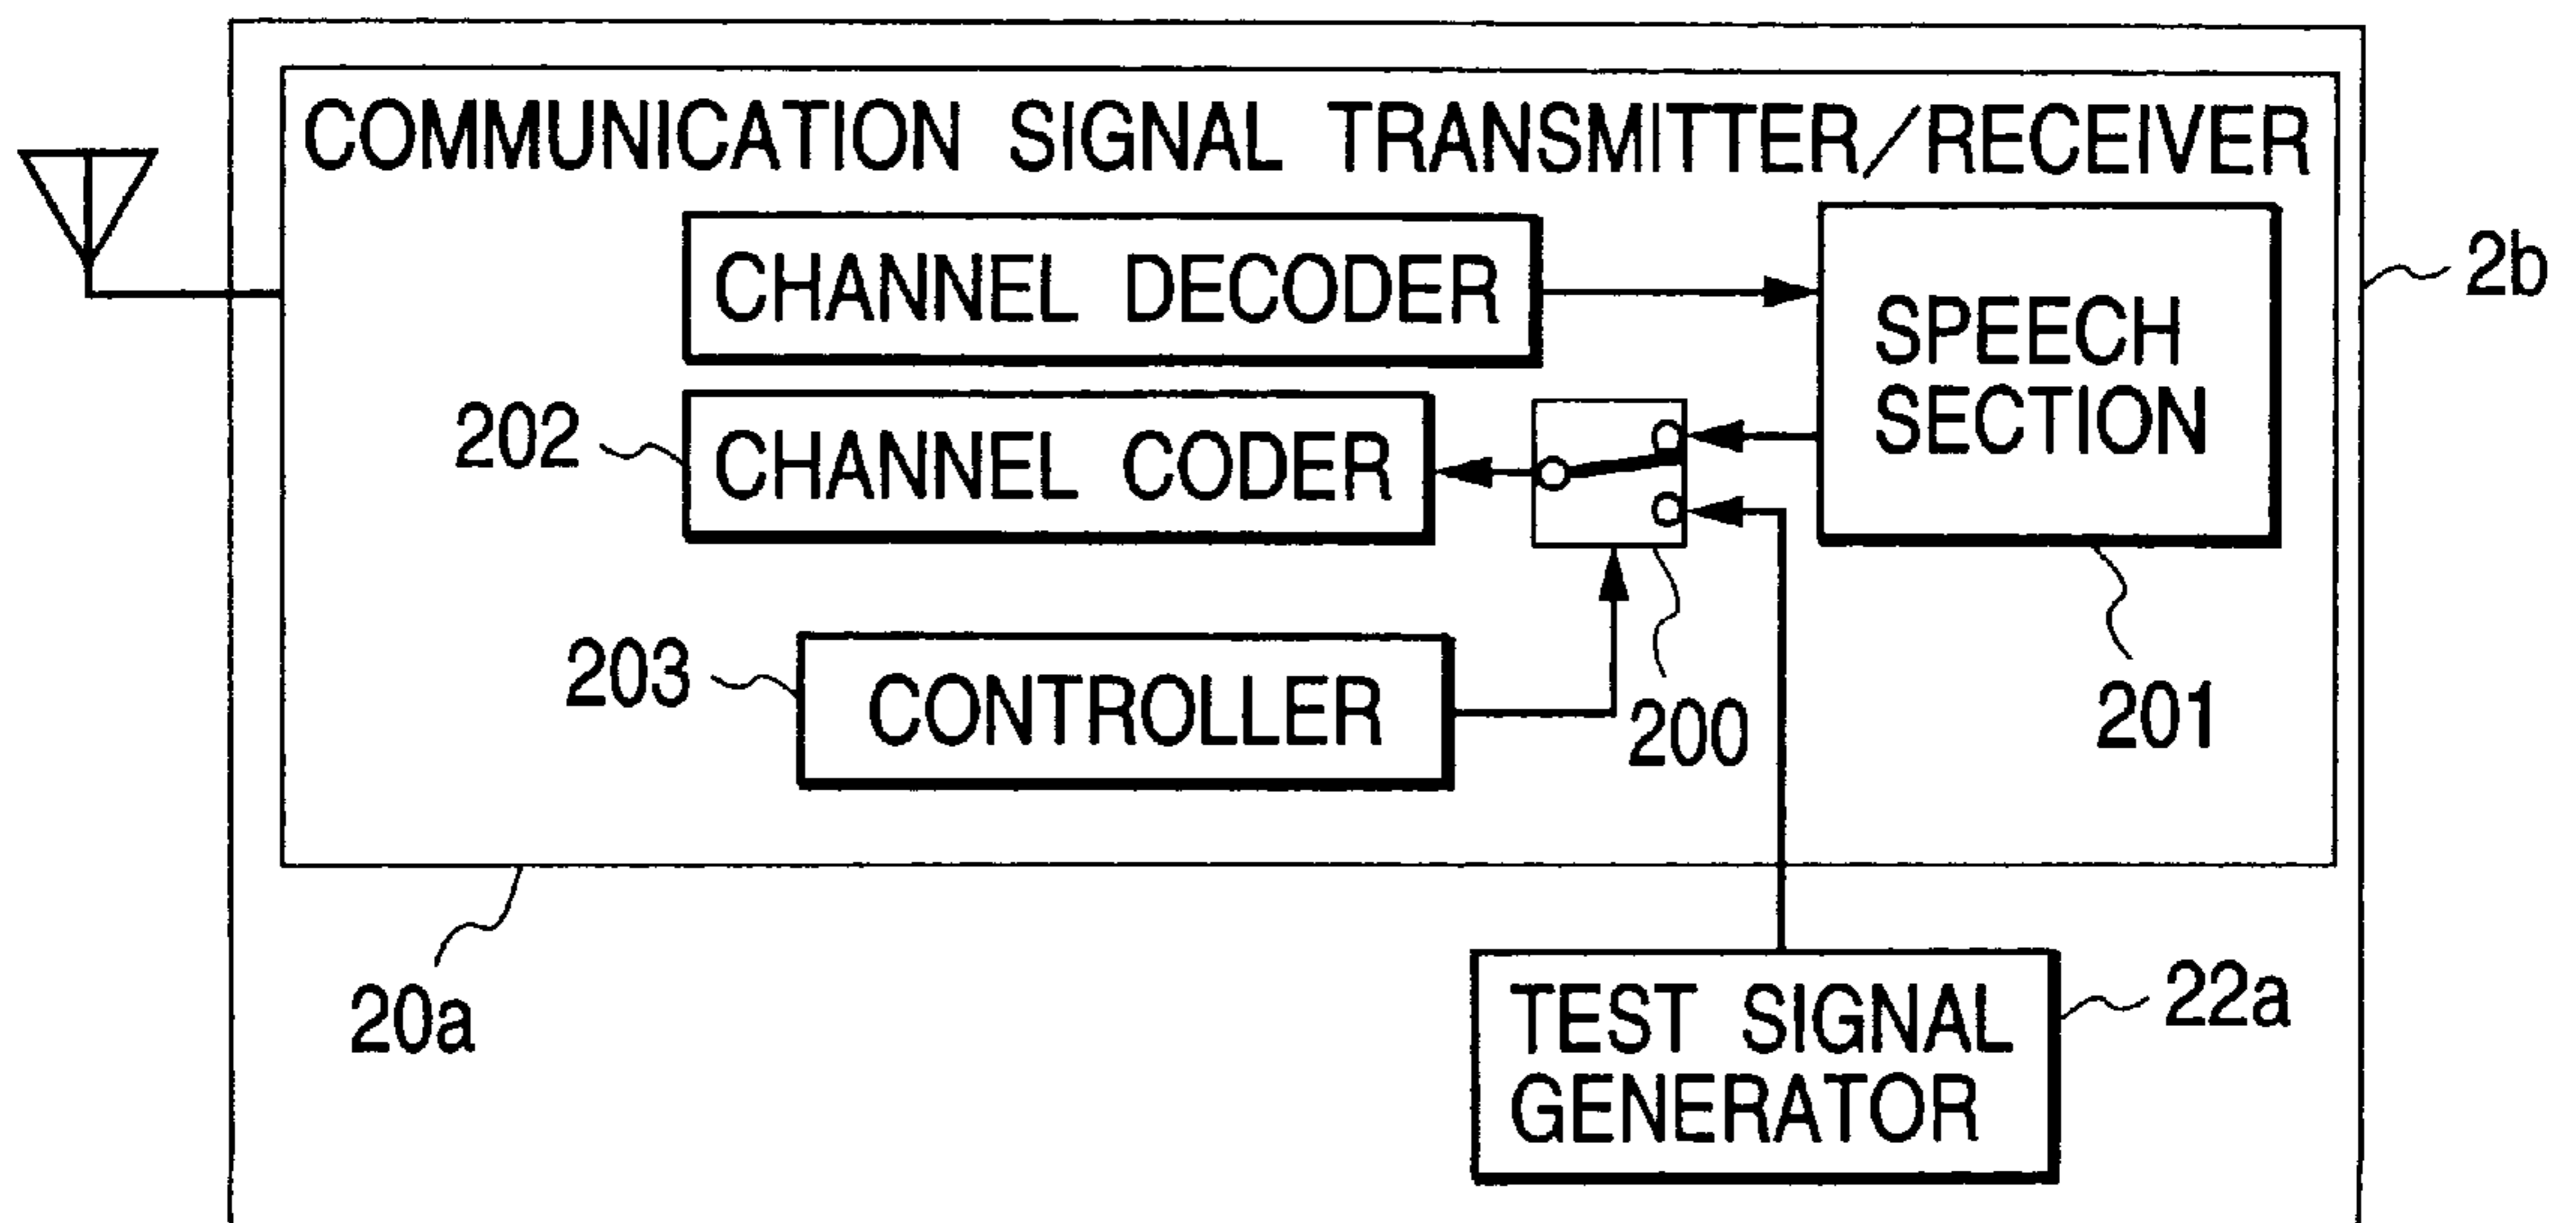 COMMUNICATION SIGNAL TRANSMITTER/RECEIVER
CHANNEL DECODER
SPEECH
SECTION
2b
202
CHANNEL CODER
203
CONTROLLER
200
201
20a
TEST SIGNAL
GENERATOR
22a